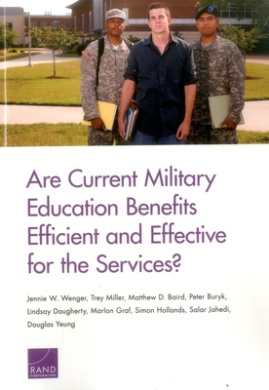 Are Current Military
Education Benefits
Efficient and Effective
for the Services?
Jennie W. Wenger, Trey Miller, Matthew D. Baird, Peter Buryk,
Lindsay Daugherty, Marlon Graf, Simon Hollands, Salar Jahedi,
Douglas Yeung
RAND
CORPORATION